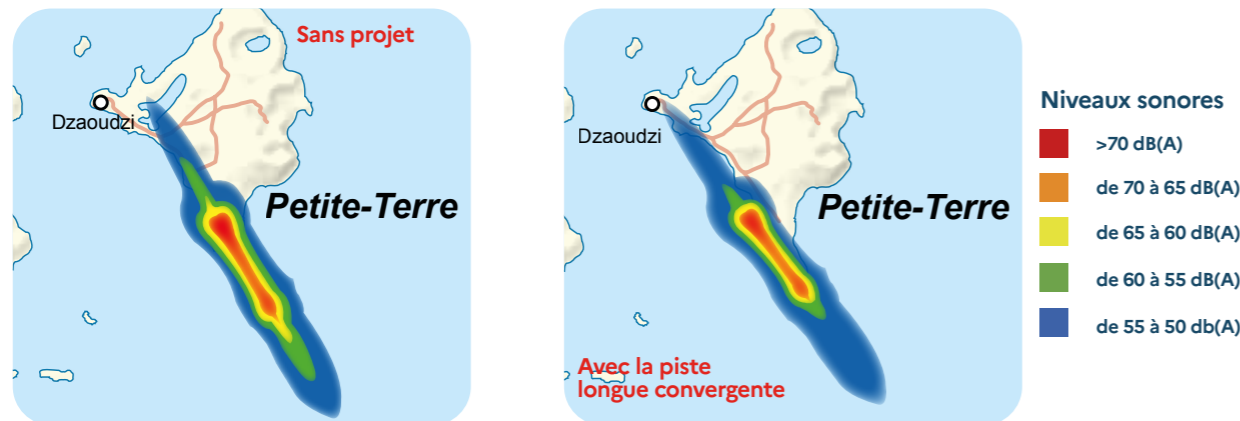 Sans projet
Dzaoudzi
Petite-Terre
Dzaoudzi
Petite-Terre
Avec la piste
longue convergente
Niveaux sonores
>70 dB(A)
de 70 à 65 dB(A)
de 65 à 60 dB(A)
de 60 à 55 dB(A)
de 55 à 50 db(A)